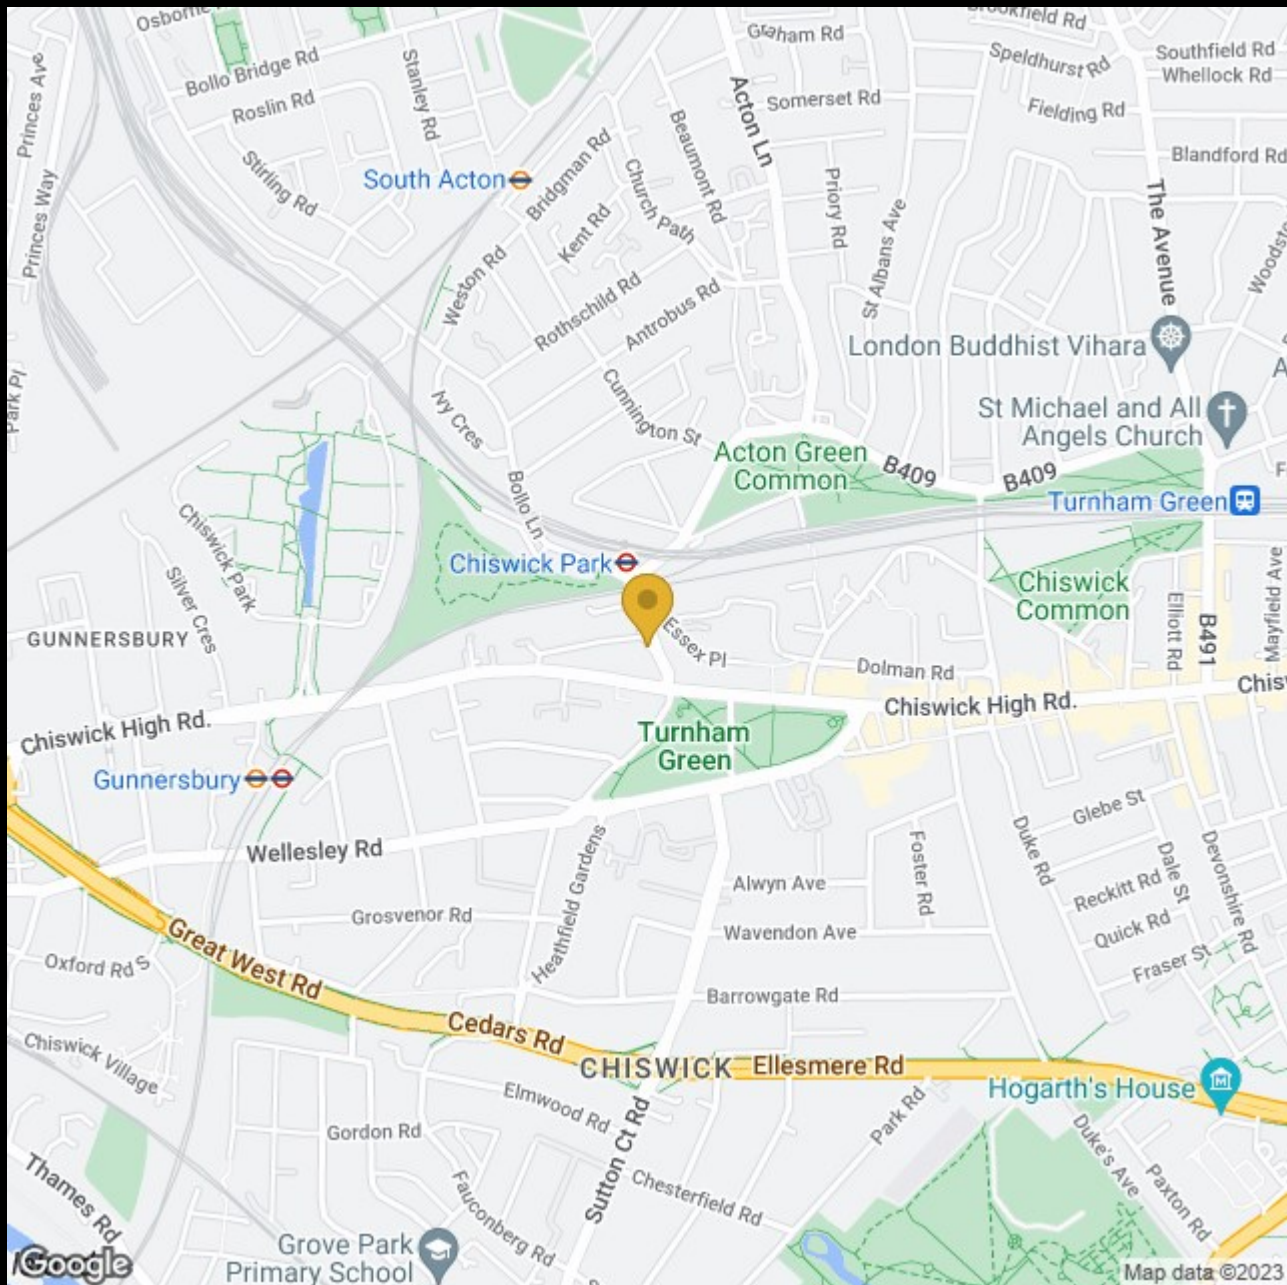 Osborne
Brookfield Rd
Graham Rd
Southfield Rd
Whellock Rd
Speldhurst Rd
Bollo Bridge Rd
Stanley Rd
Princes Ave
Roslin Rd
Acton Ln
Somerset Rd
Fielding Rd
Beaumont Rd
Blandford Rd
Stirling Rd
South Acton
Bridgman Rd
Church Path
Priory Rd
The Avenue
Princes Way
Kent Rd
St Albans Ave
Weston Rd
Rothschild Rd
Antrobus Rd
London Buddhist Vihara
Park Pl
Ivy Cres
Cunnington St
St Michael and All
Angels Church
Acton Green
Common
B409
B409
Bollo Ln
Turnham Green
Chiswick Park
Chiswick Park
Silver Cres
Chiswick
Common
Elliott Rd
B491
Mayfield Ave
GUNNERSBURY
Essex Pl
Dolman Rd
Chiswick High Rd.
Chiswick High Rd.
Turnham
Green
Gunnersbury
Wellesley Rd
Heathfield Gardens
Glebe St
Duke Rd
Foster Rd
Dale St
Devonshire Rd
Alwyn Ave
Reckitt Rd
Grosvenor Rd
Wavendon Ave
Quick Rd
Oxford Rd S
Great West Rd
Fraser St
Barrowgate Rd
Cedars Rd
Chiswick Village
CHISWICK
Ellesmere Rd
Hogarth's House
Elmwood Rd
Park Rd
Gordon Rd
Sutton Ct Rd
Duke's Ave
Thames Rd
Fauconberg Rd
Chesterfield Rd
Paxton Rd
Grove Park
Primary School
Google
Map data ©2023